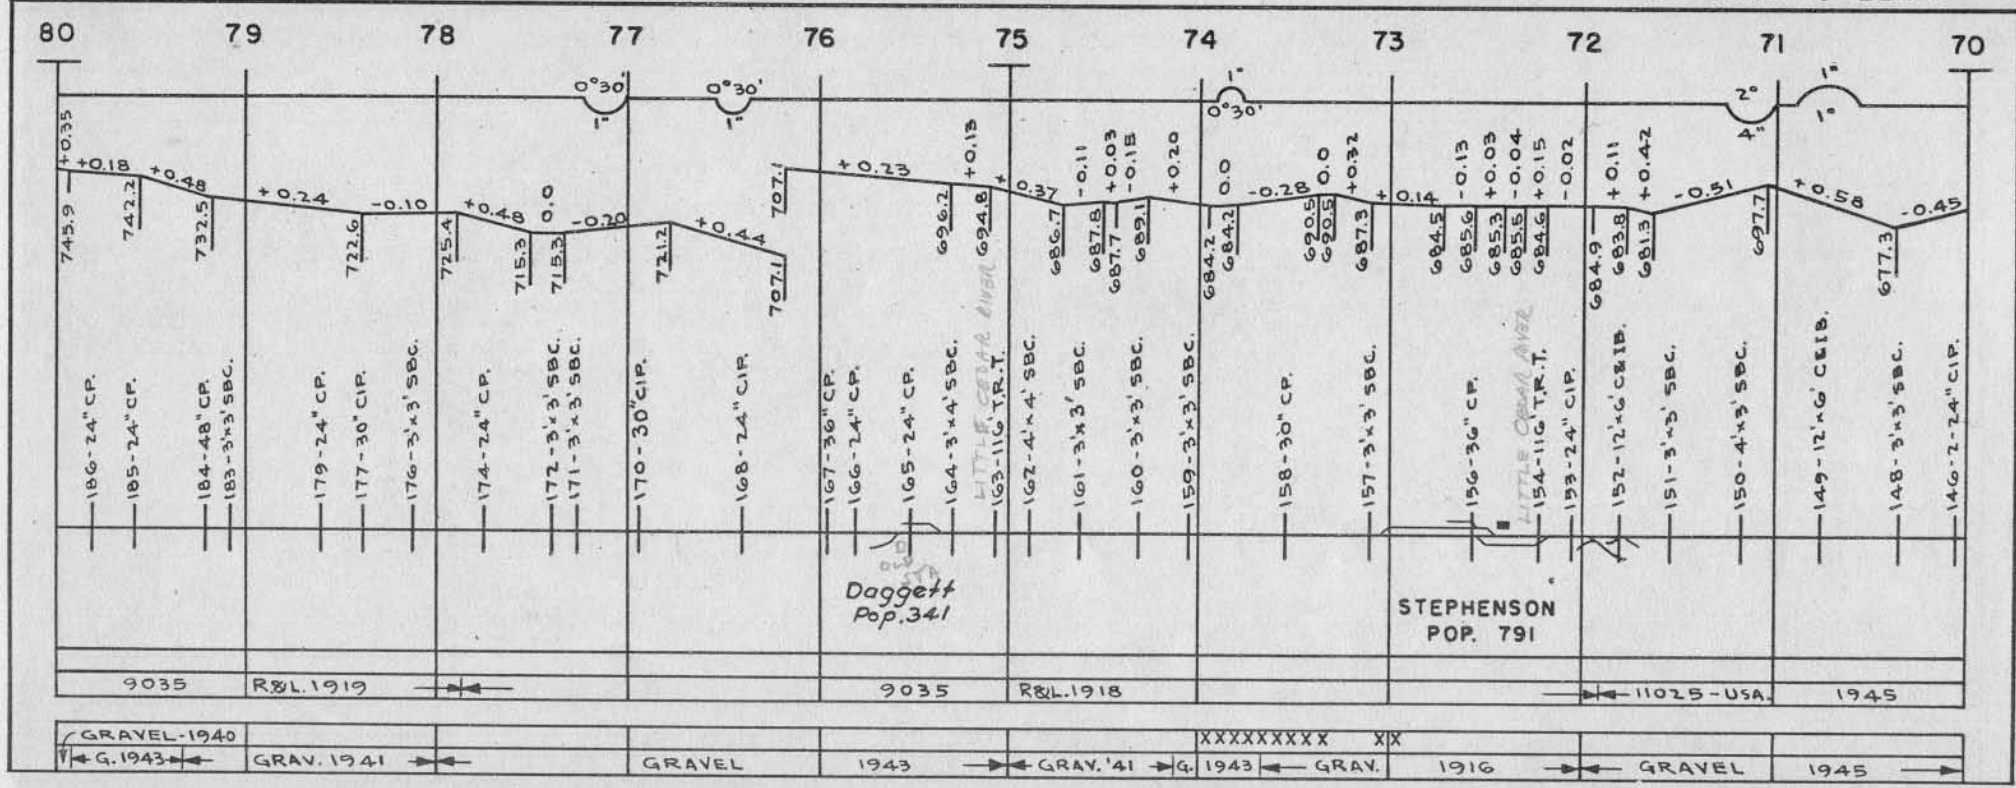 80 79 78 77 76 75 74 73 72 71 70
0°30' 0°30' 1" 2° 1"
1" 1" 0°30' 4" 1°
+0.35 +0.18 +0.48 +0.24 -0.10 +0.48 0.0 -0.20 +0.44 +0.23 +0.13 + 0.37 -0.11 +0.03 -0.15 +0.20 0.0 -0.28 0.0 +0.32 +0.14 -0.13 +0.03 -0.04 +0.15 -0.02 +0.11 +0.42 -0.51 +0.58 -0.45
745.9 742.2 732.5 722.6 725.4 715.3 715.3 721.2 707.1 707.1 696.2 694.8 686.7 687.8 687.7 689.1 684.2 684.2 690.5 690.5 687.3 684.5 685.6 685.3 685.5 684.6 684.9 683.8 681.3 697.7 677.3
186-24" CP.
185-24" CP.
184-48" CP.
183-3'x3' SBC.
179-24" CP.
177-30" CIP.
176-3'x3' SBC.
174-24" CP.
172-3'x3' SBC.
171-3'x3' SBC.
170-30" CIP.
168-24" CIP.
167-36" CP.
166-24" CP.
165-24" CP.
164-3'x4' SBC.
LITTLE CEDAR RIVER
163-116' T.R.T.
162-4'x4' SBC.
161-3'x3' SBC.
160-3'x3' SBC.
159-3'x3' SBC.
158-30" CP.
157-3'x3' SBC.
156-36" CP.
LITTLE CEDAR RIVER
154-116' T.R.T.
153-24" CIP.
152-12'x6' C&IB.
151-3'x3' SBC.
150-4'x3' SBC.
149-12'x6' C&IB.
148-3'x3' SBC.
146-2-24" CIP.
Daggett
Pop. 341
STEPHENSON
POP. 791
9035 R&L. 1919 9035 R&L. 1918 11025-USA. 1945
GRAVEL-1940 XXXXXXXXX XX
G. 1943 GRAV. 1941 GRAVEL 1943 GRAV. '41 G. 1943 GRAV. 1916 GRAVEL 1945